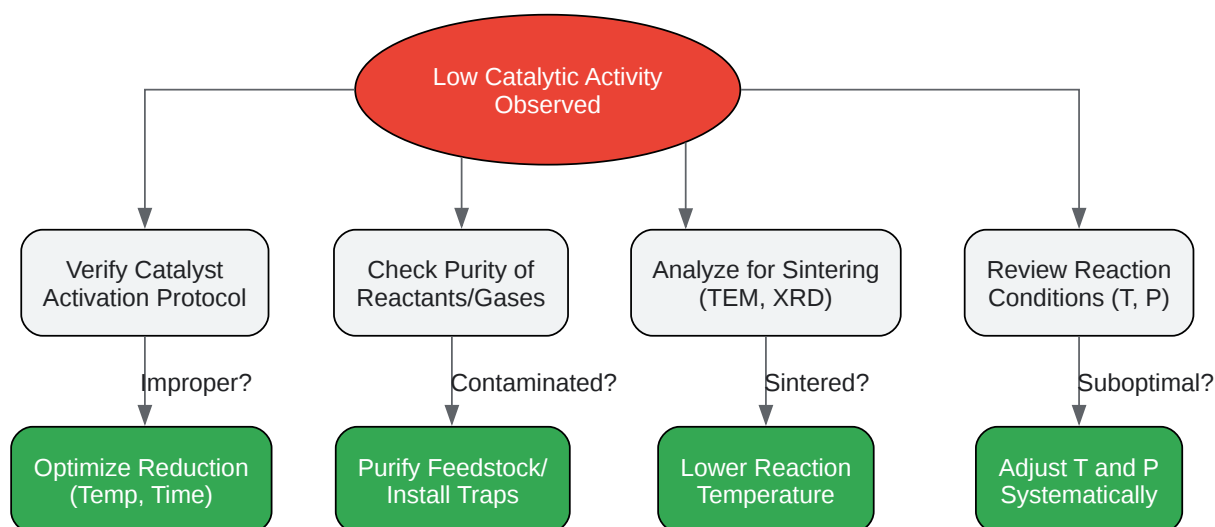 Low Catalytic Activity
Observed
Verify Catalyst
Activation Protocol
Check Purity of
Reactants/Gases
Analyze for Sintering
(TEM, XRD)
Review Reaction
Conditions (T, P)
Improper?
Contaminated?
Sintered?
Suboptimal?
Optimize Reduction
(Temp, Time)
Purify Feedstock/
Install Traps
Lower Reaction
Temperature
Adjust T and P
Systematically